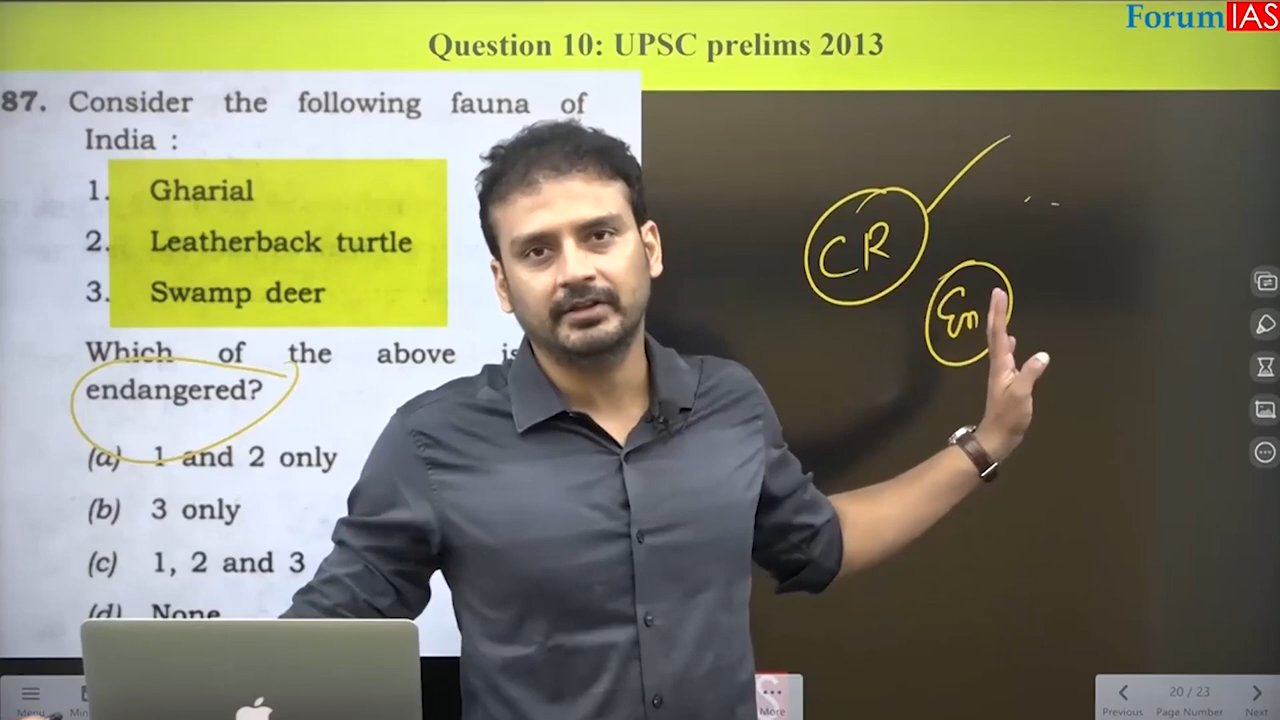 ForumIAS
Question 10: UPSC prelims 2013
87. Consider the following fauna of
India :
1. Gharial
2. Leatherback turtle
3. Swamp deer
Which of the above is
endangered?
(a) 1 and 2 only
(b) 3 only
(c) 1, 2 and 3
(d) None
CR
En
Menu
More
20 / 23
Previous Page Number Next